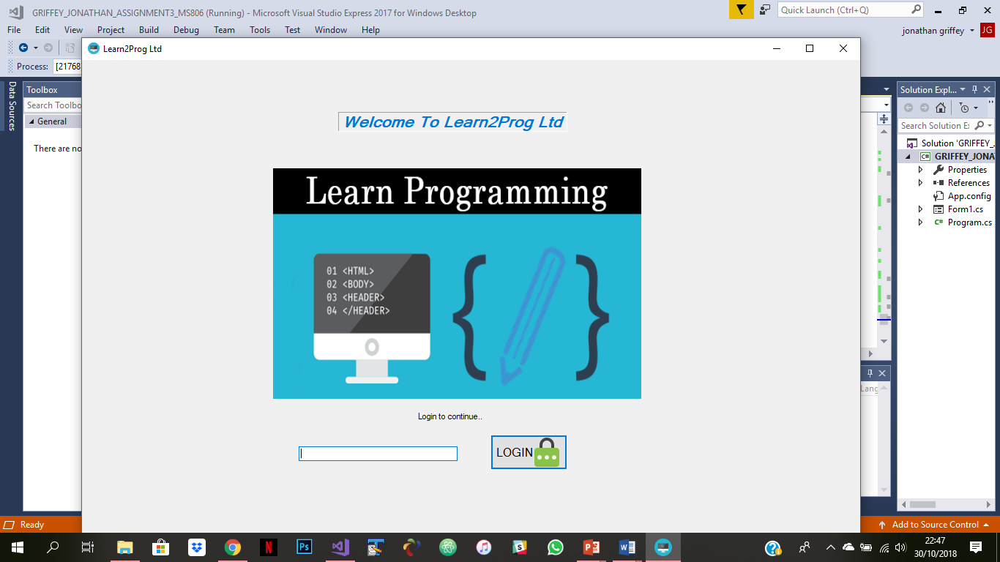 GRIFFEY_JONATHAN_ASSIGNMENT3_MS806 (Running) - Microsoft Visual Studio Express 2017 for Windows Desktop
Quick Launch (Ctrl+Q)
File Edit View Project Build Debug Team Tools Test Window Help
jonathan griffey JG
Process: [21768
Learn2Prog Ltd
Data Sources
Toolbox
Search Toolbo
General
There are no
Welcome To Learn2Prog Ltd
Learn Programming
01 <HTML>
02 <BODY>
03 <HEADER>
04 </HEADER>
{ }
Login to continue..
LOGIN
Solution Expl...
Search Solution E
Solution 'GRIFFEY_
C# GRIFFEY_JONA
Properties
References
App.config
Form1.cs
C# Program.cs
Lang
Ready
Add to Source Control
22:47
30/10/2018